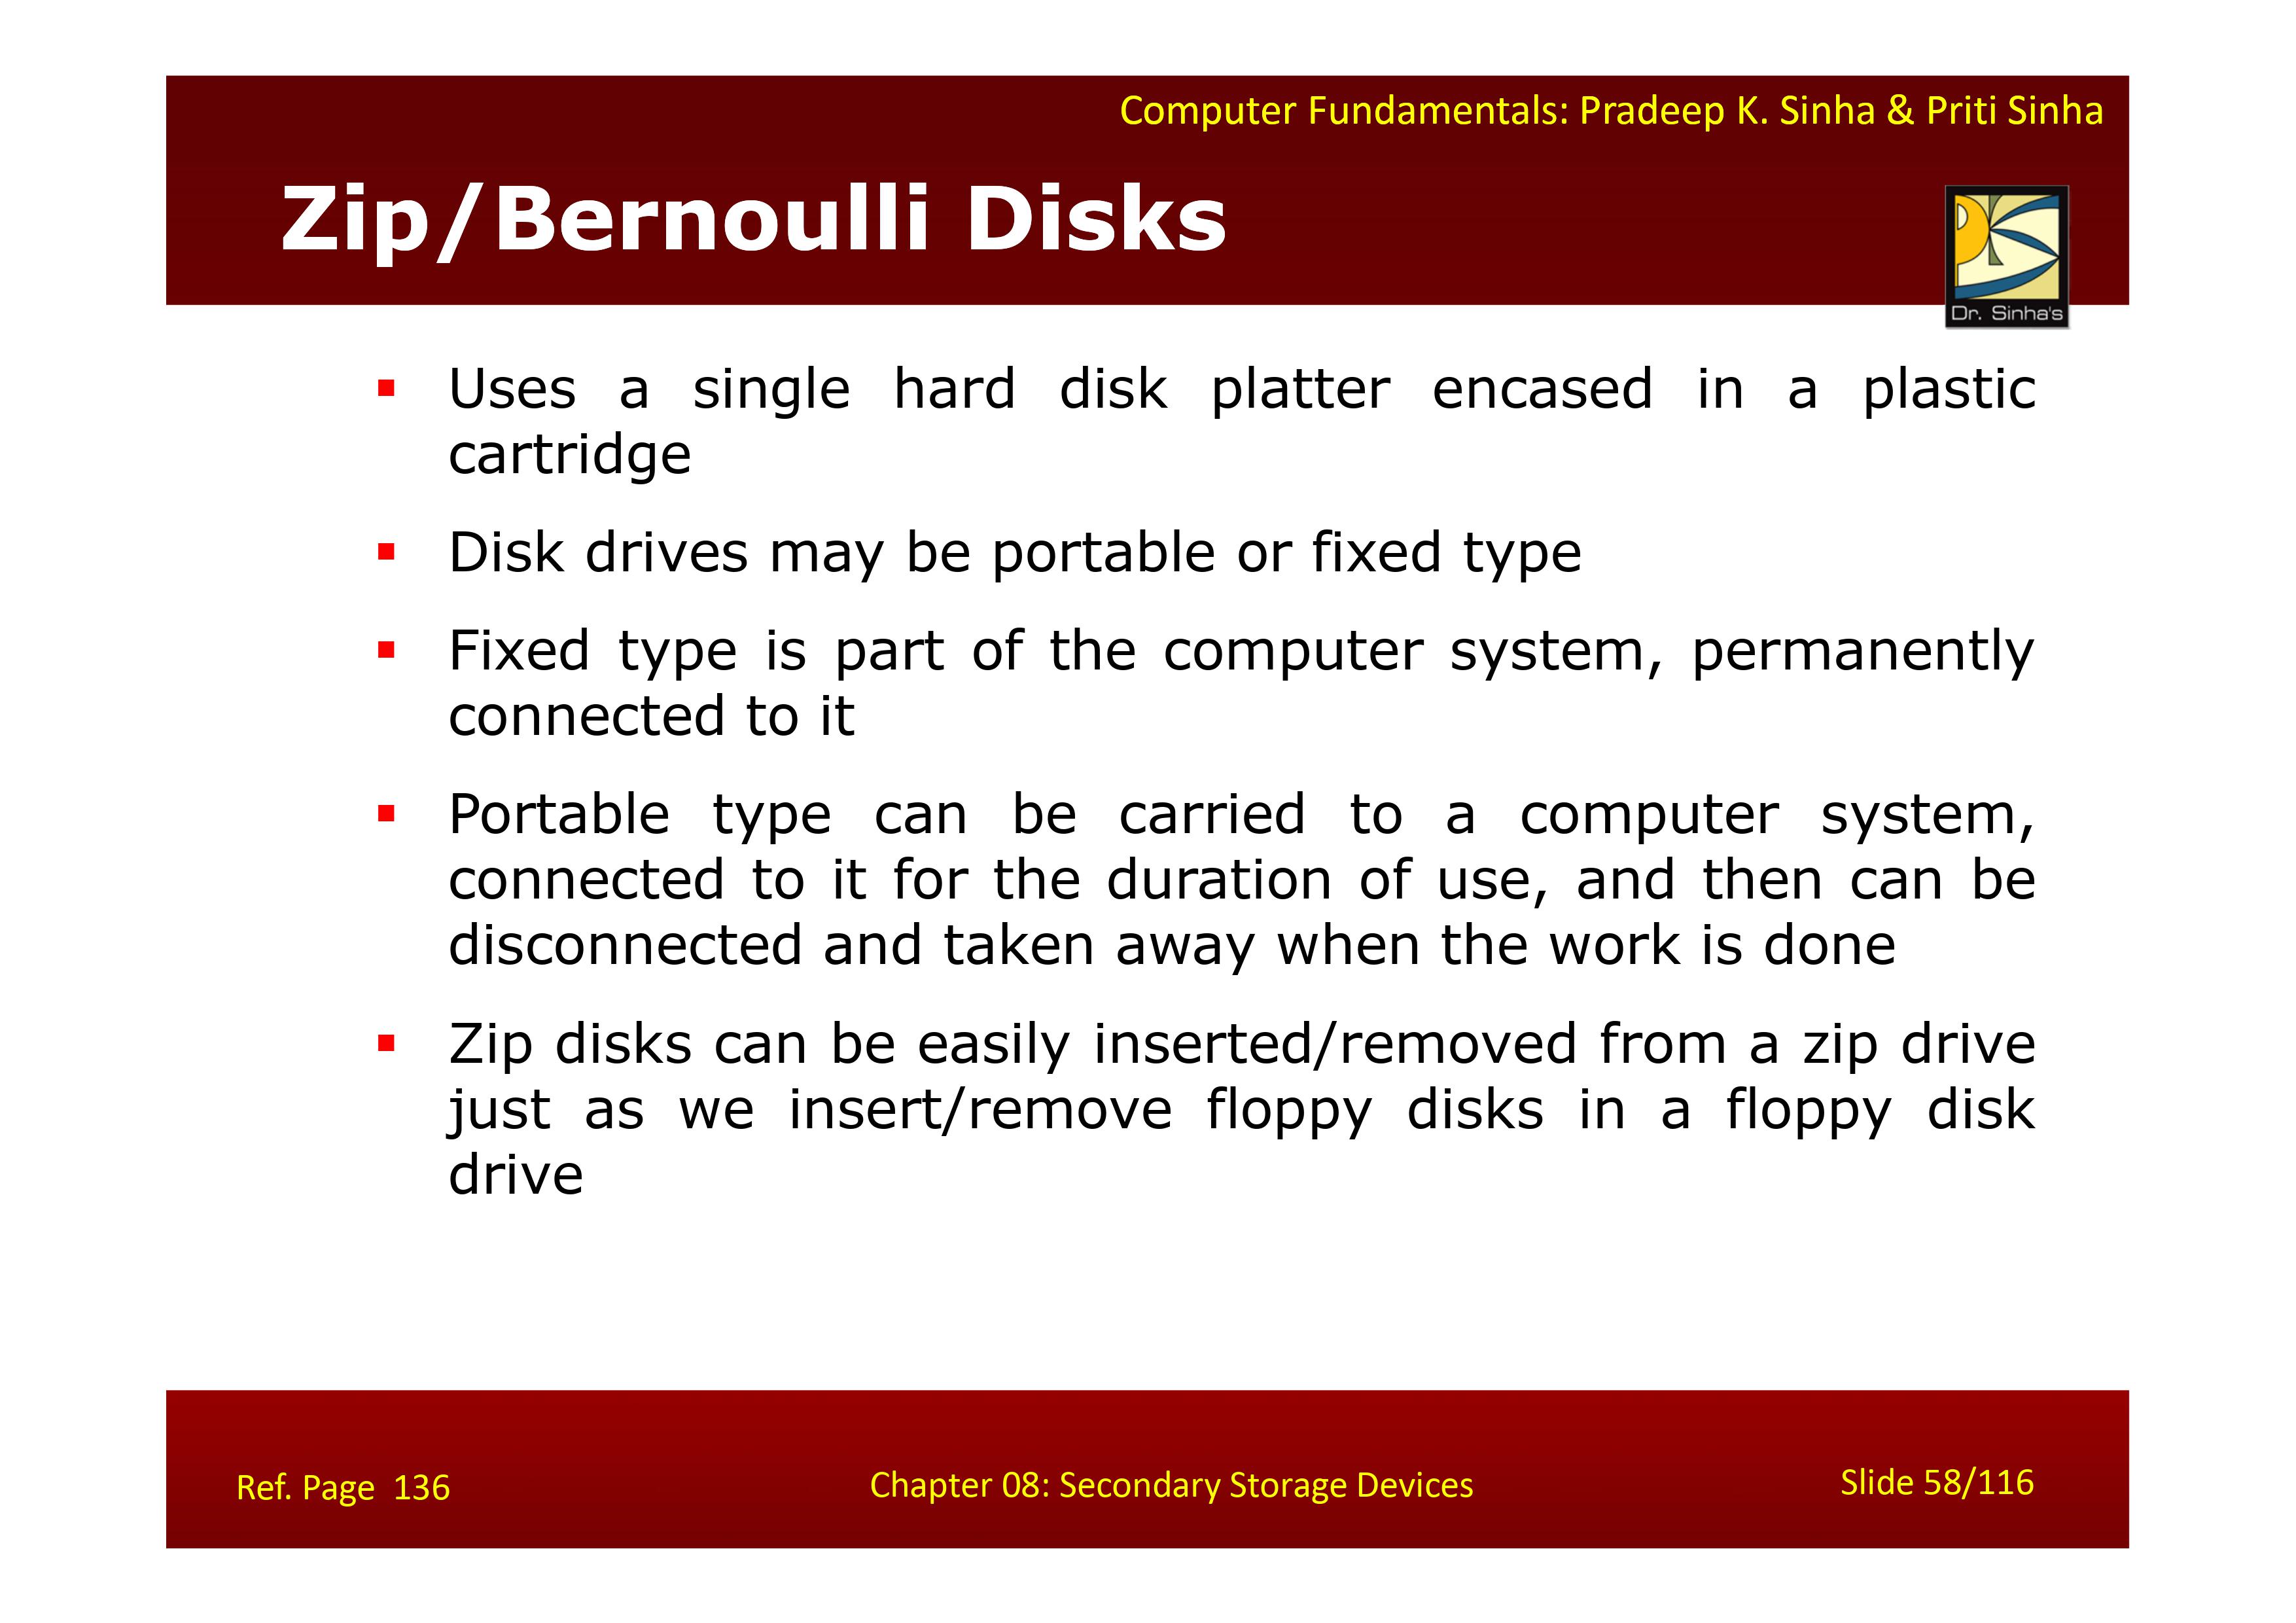 Computer Fundamentals: Pradeep K. Sinha & Priti Sinha
Zip/Bernoulli Disks
Dr. Sinha's
▪ Uses a single hard disk platter encased in a plastic
cartridge
▪ Disk drives may be portable or fixed type
▪ Fixed type is part of the computer system, permanently
connected to it
▪ Portable type can be carried to a computer system,
connected to it for the duration of use, and then can be
disconnected and taken away when the work is done
▪ Zip disks can be easily inserted/removed from a zip drive
just as we insert/remove floppy disks in a floppy disk
drive
Ref. Page 136
Chapter 08: Secondary Storage Devices
Slide 58/116